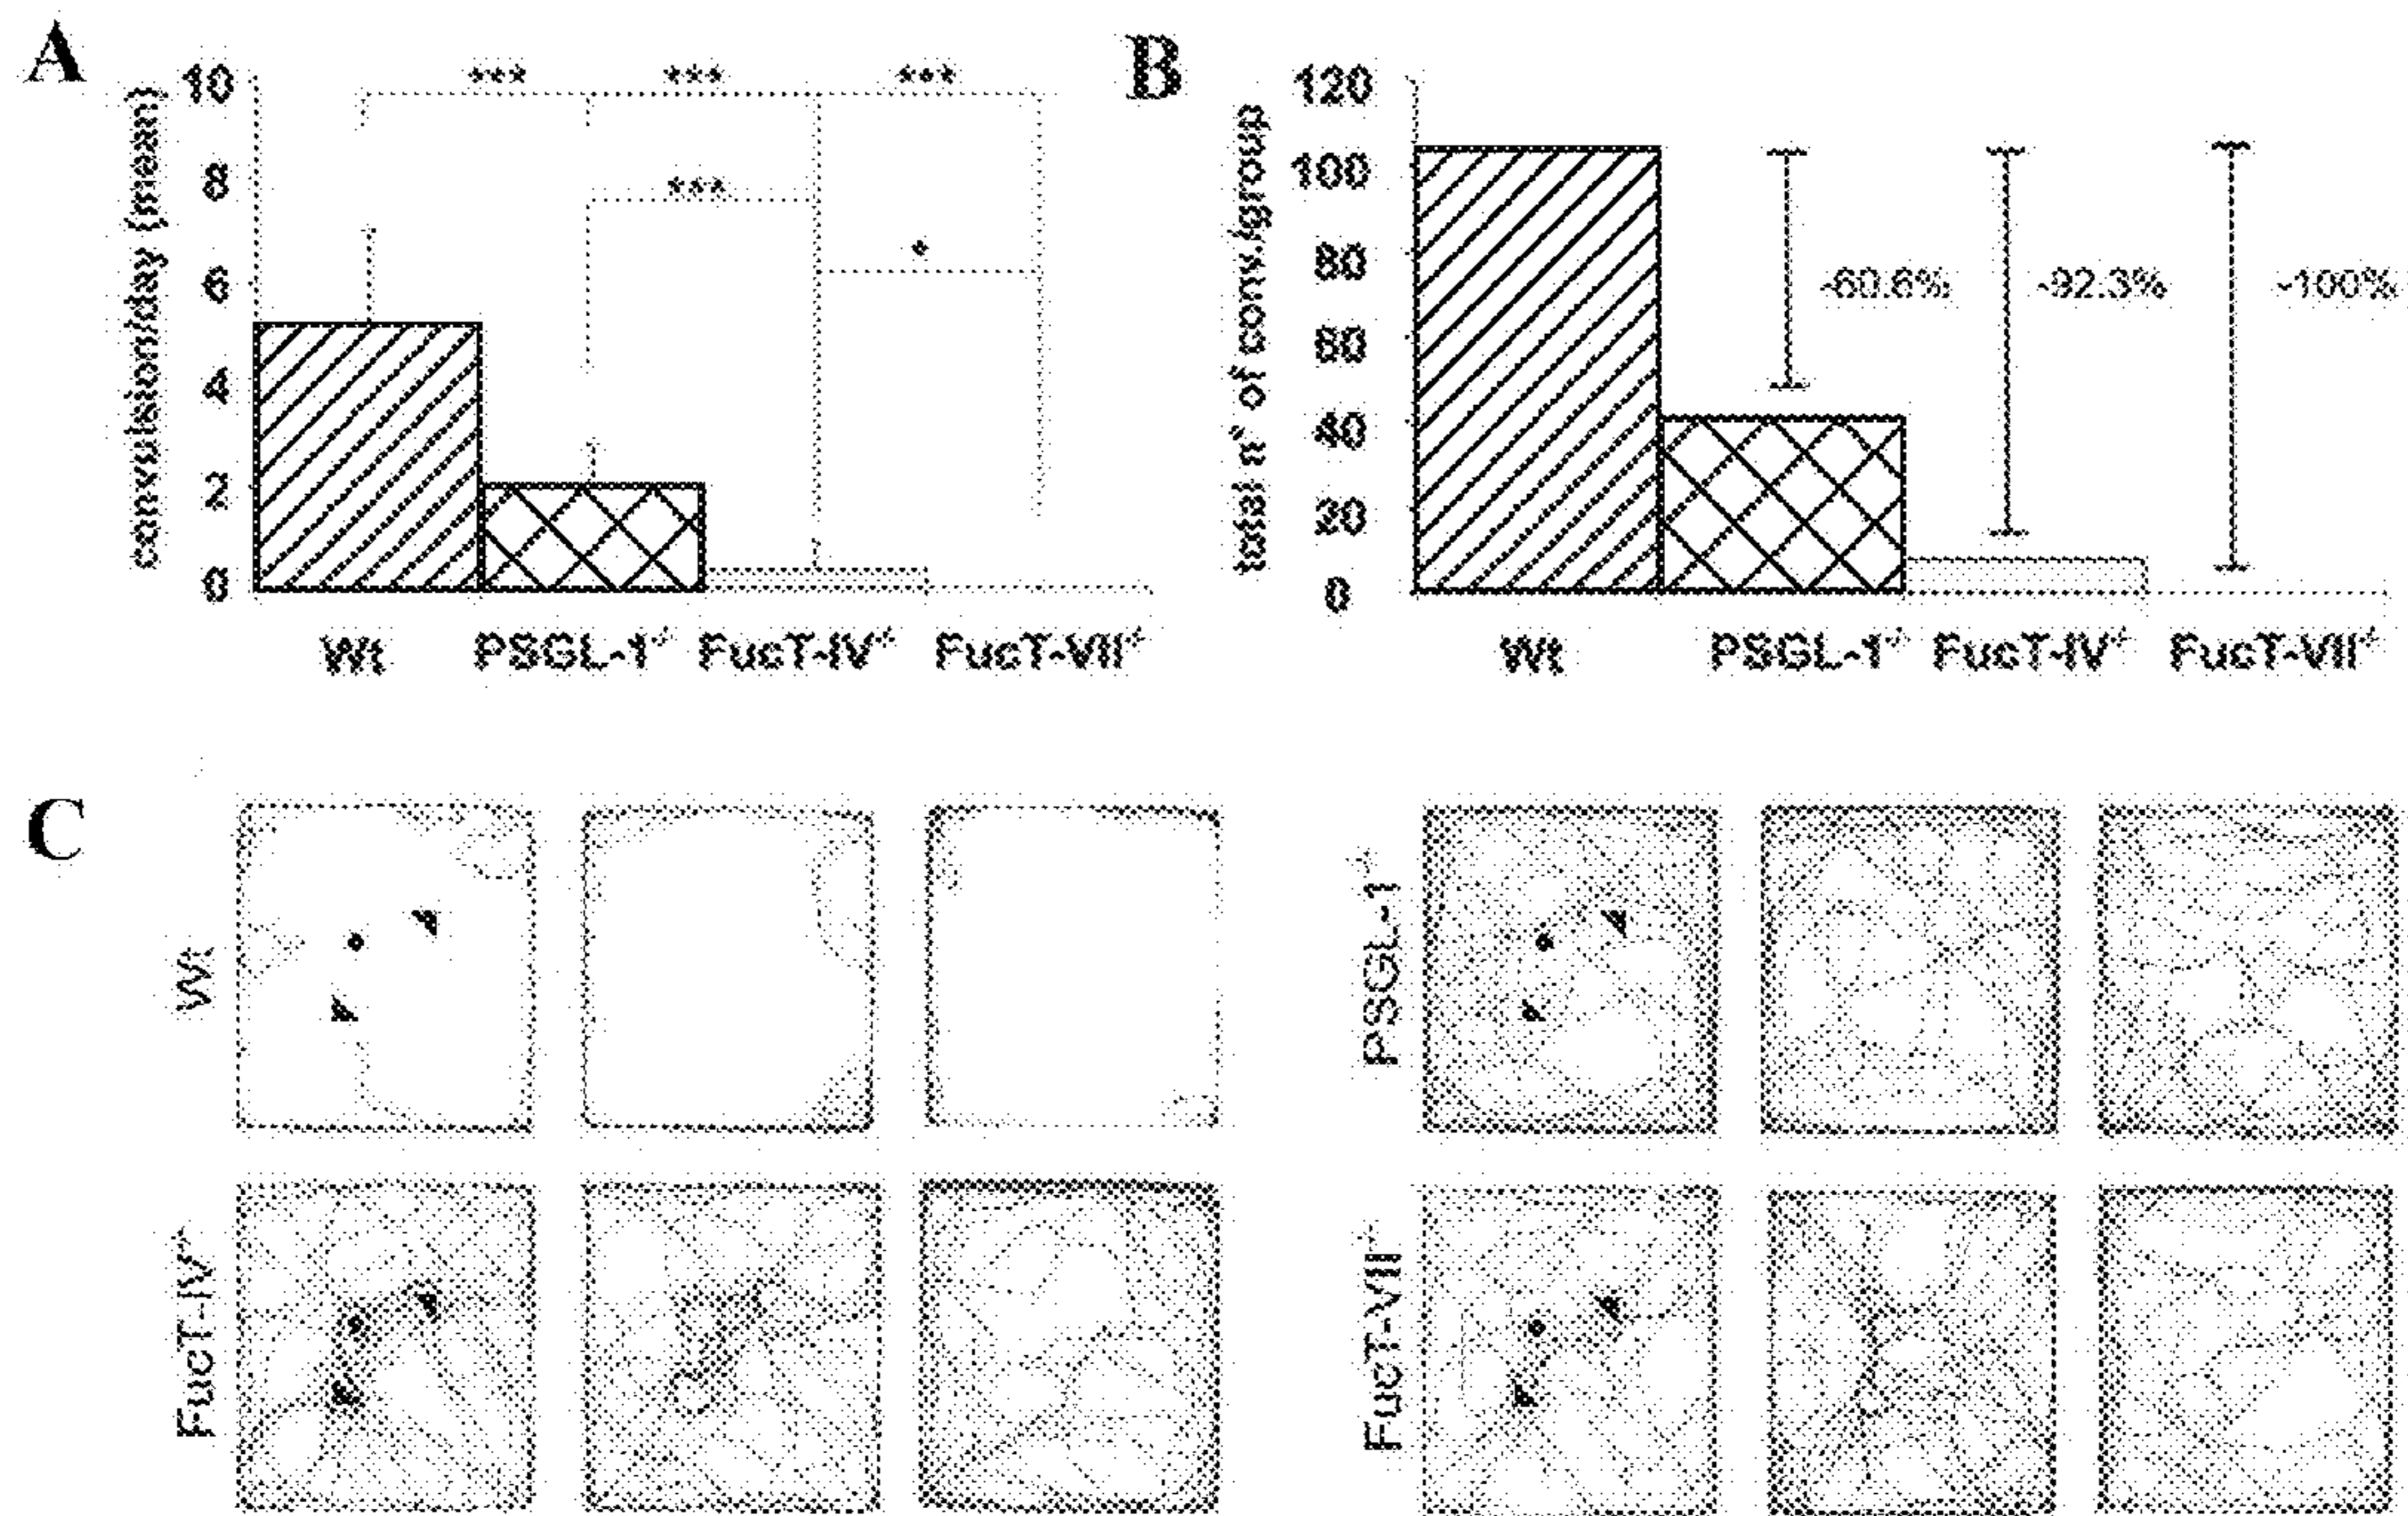 A
convulsion/day (mean)
10
8
6
4
2
0
***
***
***
***
*
Wt
PSGL-1-/-
FucT-IV-/-
FucT-VII-/-
B
total n° of conv./group
120
100
80
60
40
20
0
-60.6%
-92.3%
-100%
Wt
PSGL-1-/-
FucT-IV-/-
FucT-VII-/-
C
Wt
PSGL-1-/-
FucT-IV-/-
FucT-VII-/-